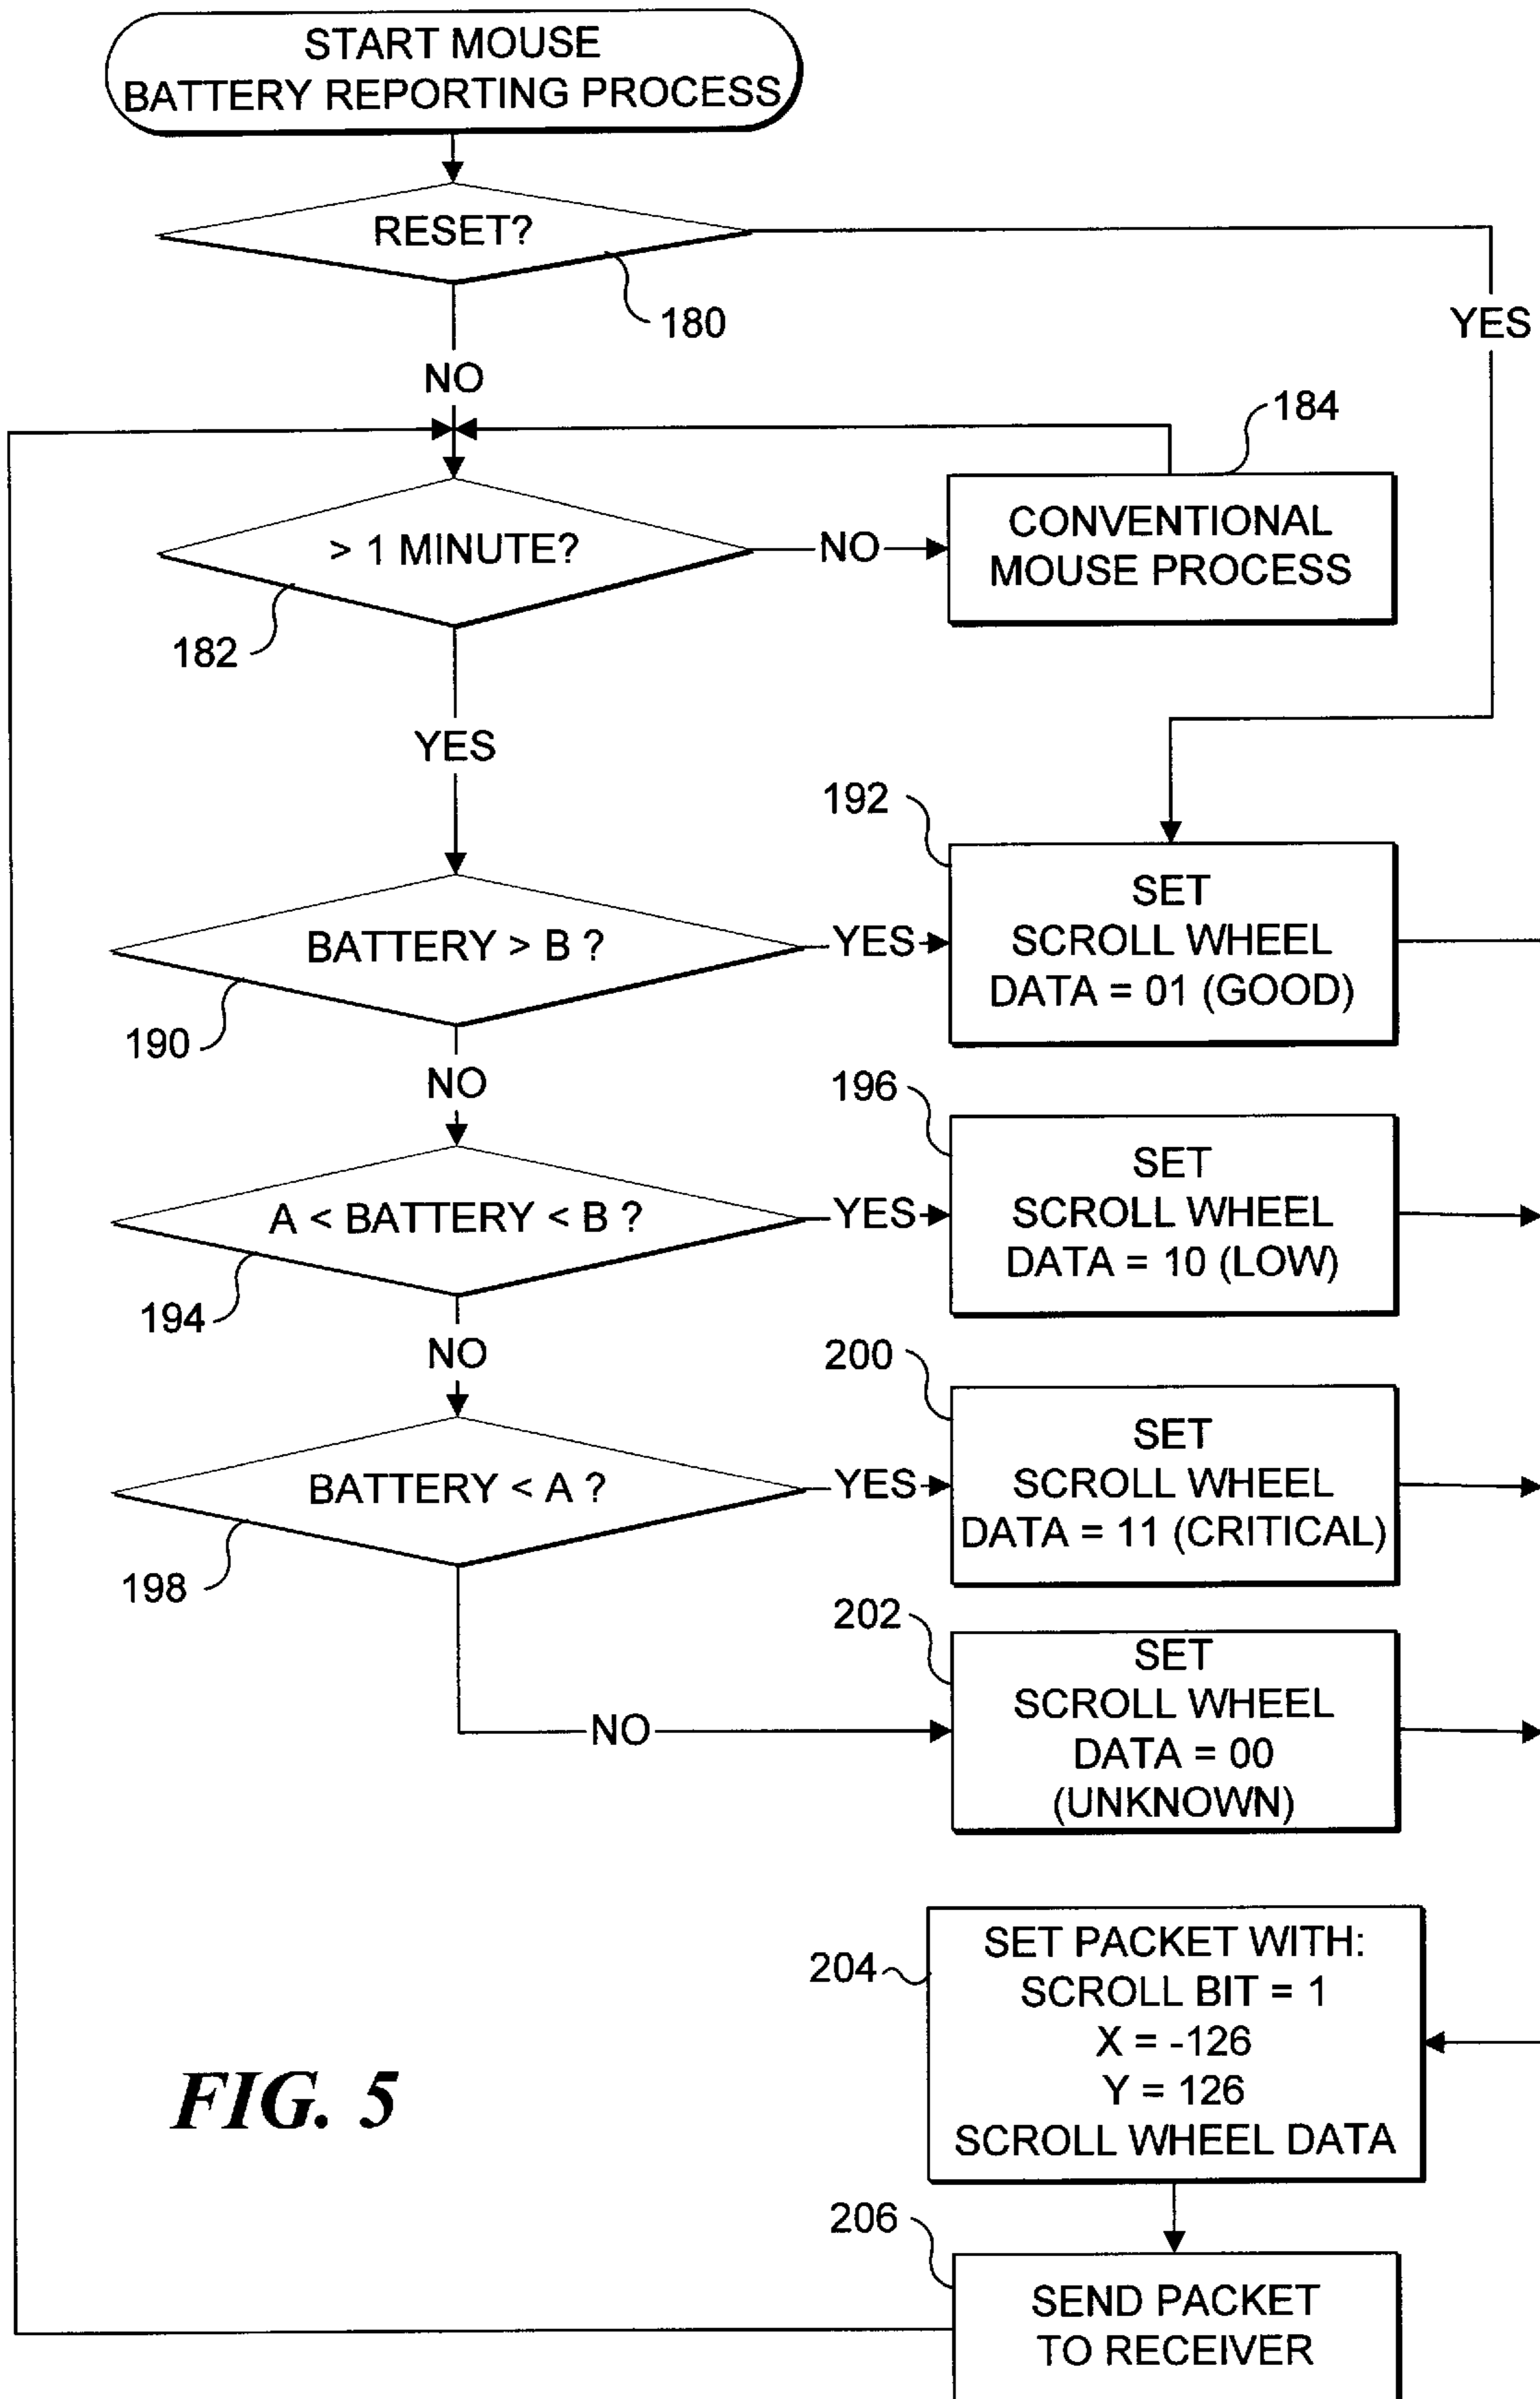 START MOUSE
BATTERY REPORTING PROCESS
RESET?
180
YES
NO
184
> 1 MINUTE?
NO
CONVENTIONAL
MOUSE PROCESS
182
YES
192
BATTERY > B ?
YES
SET
SCROLL WHEEL
DATA = 01 (GOOD)
190
NO
196
A < BATTERY < B ?
YES
SET
SCROLL WHEEL
DATA = 10 (LOW)
194
NO
200
BATTERY < A ?
YES
SET
SCROLL WHEEL
DATA = 11 (CRITICAL)
198
202
NO
SET
SCROLL WHEEL
DATA = 00
(UNKNOWN)
204
SET PACKET WITH:
SCROLL BIT = 1
X = -126
Y = 126
SCROLL WHEEL DATA
FIG. 5
206
SEND PACKET
TO RECEIVER